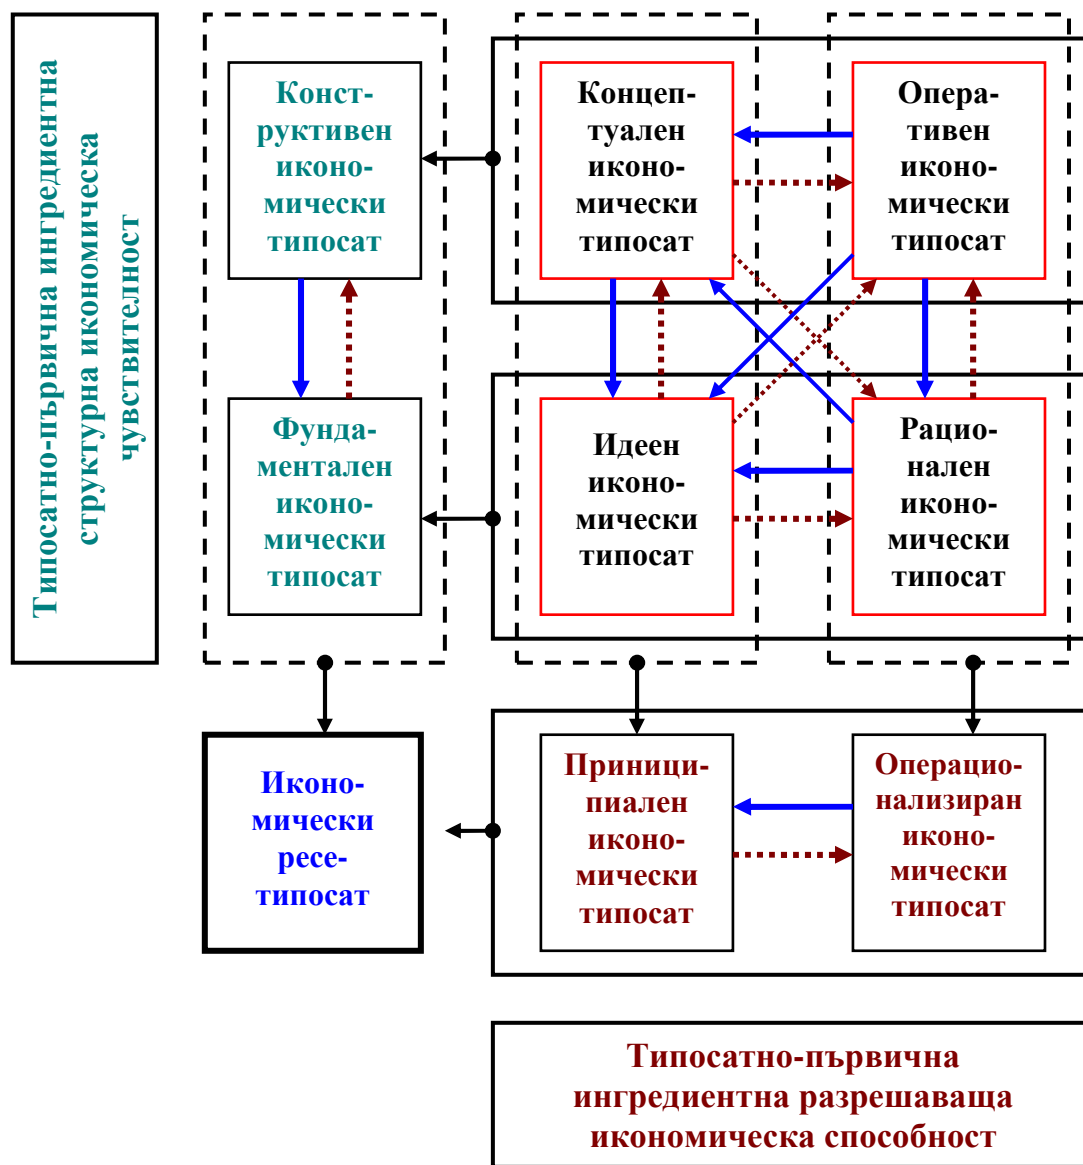 Типосатно-първична ингредиентна
структурна икономическа
чувствителност
Конст-
руктивен
иконо-
мически
типосат
Концеп-
туален
иконо-
мически
типосат
Опера-
тивен
иконо-
мически
типосат
Фунда-
ментален
иконо-
мически
типосат
Идеен
иконо-
мически
типосат
Рацио-
нален
иконо-
мически
типосат
Иконо-
мически
ресе-
типосат
Приници-
пиален
иконо-
мически
типосат
Операцио-
нализиран
иконо-
мически
типосат
Типосатно-първична
ингредиентна разрешаваща
икономическа способност